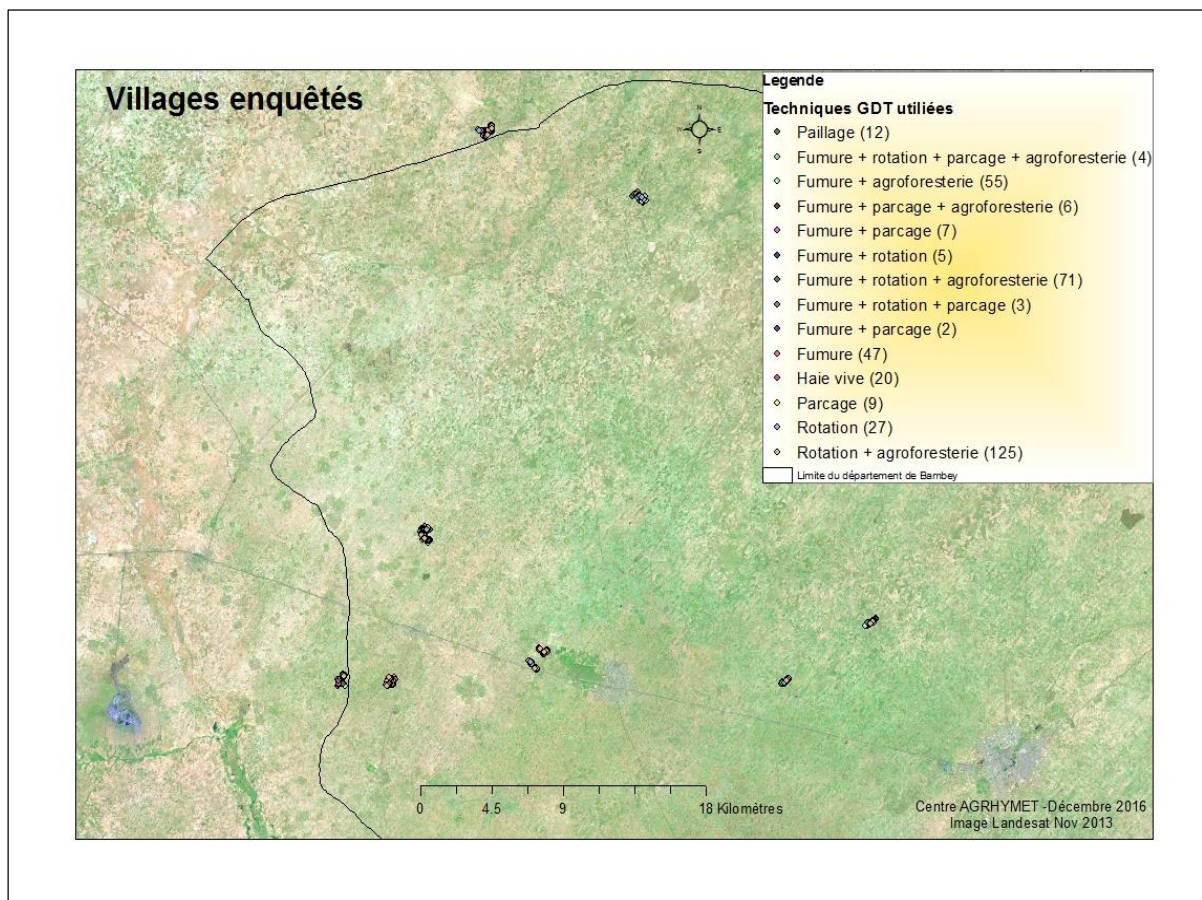 Villages enquêtés
N
W E
S
Legende
Techniques GDT utiliées
Paillage (12)
Fumure + rotation + parcage + agroforesterie (4)
Fumure + agroforesterie (55)
Fumure + parcage + agroforesterie (6)
Fumure + parcage (7)
Fumure + rotation (5)
Fumure + rotation + agroforesterie (71)
Fumure + rotation + parcage (3)
Fumure + parcage (2)
Fumure (47)
Haie vive (20)
Parcage (9)
Rotation (27)
Rotation + agroforesterie (125)
Limite du département de Bambey
0 4.5 9 18 Kilomètres
Centre AGRHYMET -Décembre 2016
Image Landesat Nov 2013